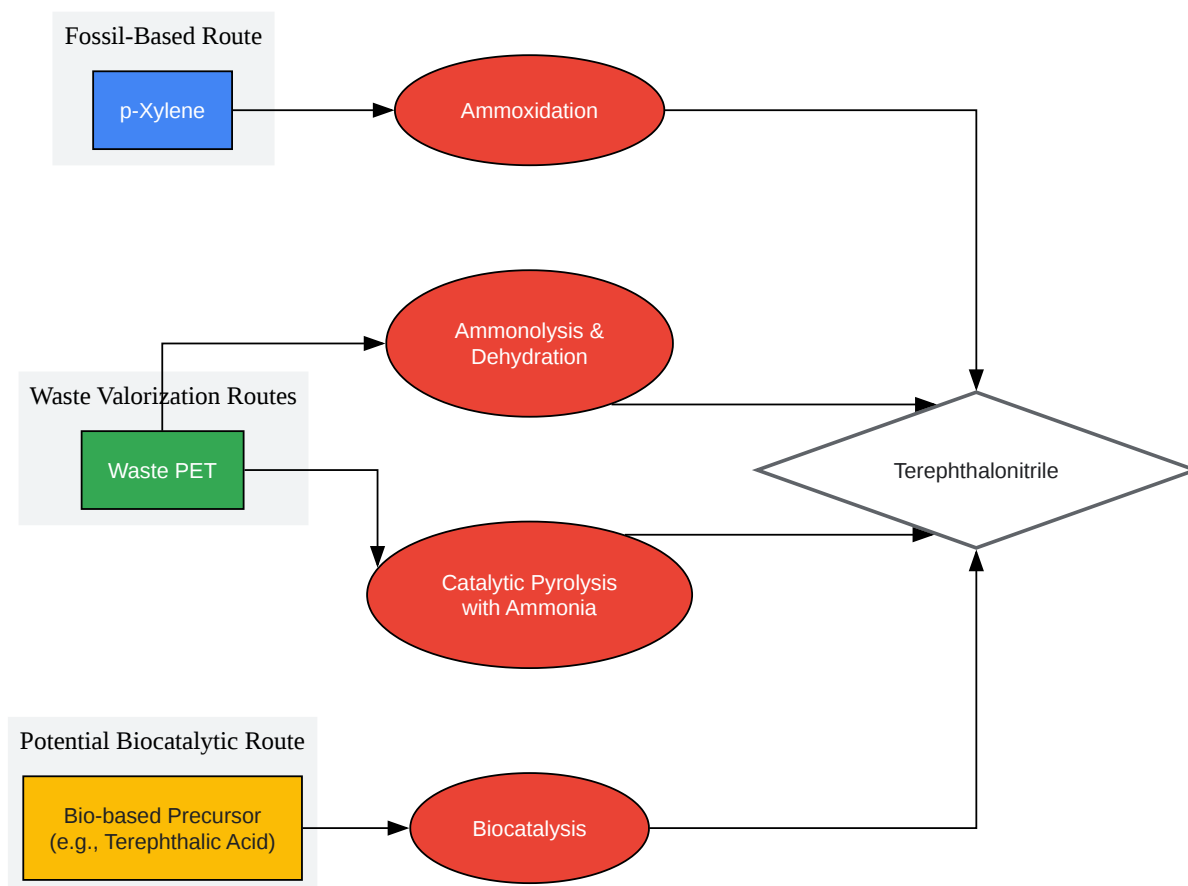 Fossil-Based Route
p-Xylene
Ammoxidation
Ammonolysis &
Dehydration
Waste Valorization Routes
Waste PET
Terephthalonitrile
Catalytic Pyrolysis
with Ammonia
Potential Biocatalytic Route
Bio-based Precursor
(e.g., Terephthalic Acid)
Biocatalysis